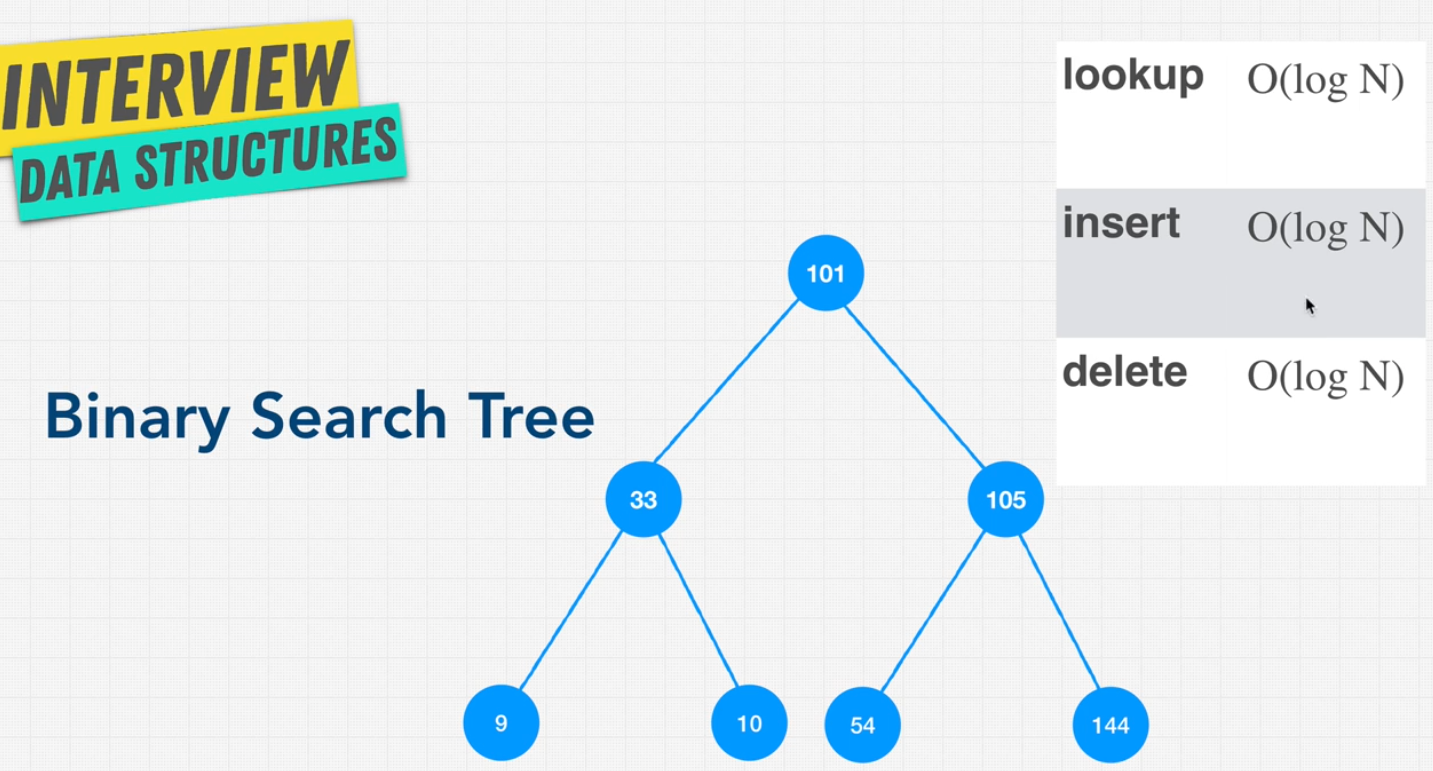 INTERVIEW
DATA STRUCTURES
lookup O(log N)
insert O(log N)
delete O(log N)
Binary Search Tree
101
33 105
9 10 54 144